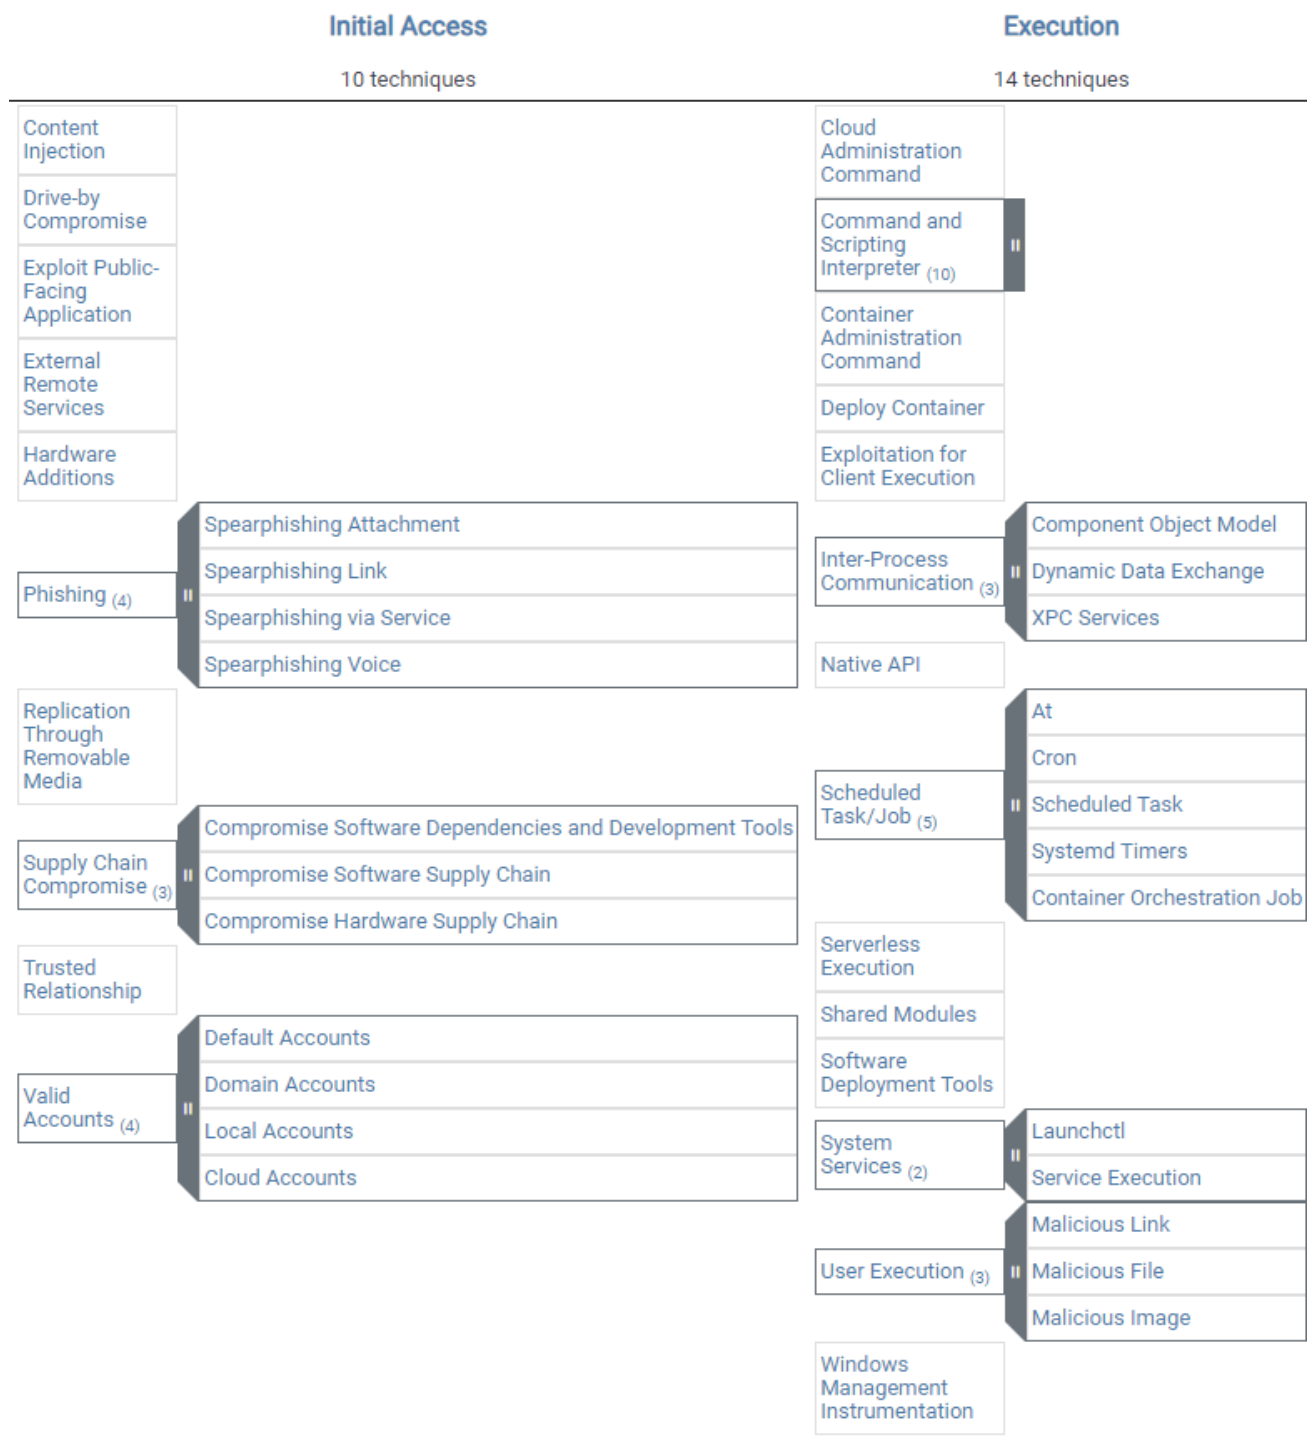 Initial Access
10 techniques
Content
Injection
Drive-by
Compromise
Exploit Public-
Facing
Application
External
Remote
Services
Hardware
Additions
Phishing (4)
Spearphishing Attachment
Spearphishing Link
Spearphishing via Service
Spearphishing Voice
Replication
Through
Removable
Media
Supply Chain
Compromise (3)
Compromise Software Dependencies and Development Tools
Compromise Software Supply Chain
Compromise Hardware Supply Chain
Trusted
Relationship
Valid
Accounts (4)
Default Accounts
Domain Accounts
Local Accounts
Cloud Accounts
Execution
14 techniques
Cloud
Administration
Command
Command and
Scripting
Interpreter (10)
Container
Administration
Command
Deploy Container
Exploitation for
Client Execution
Inter-Process
Communication (3)
Component Object Model
Dynamic Data Exchange
XPC Services
Native API
Scheduled
Task/Job (5)
At
Cron
Scheduled Task
Systemd Timers
Container Orchestration Job
Serverless
Execution
Shared Modules
Software
Deployment Tools
System
Services (2)
Launchctl
Service Execution
User Execution (3)
Malicious Link
Malicious File
Malicious Image
Windows
Management
Instrumentation